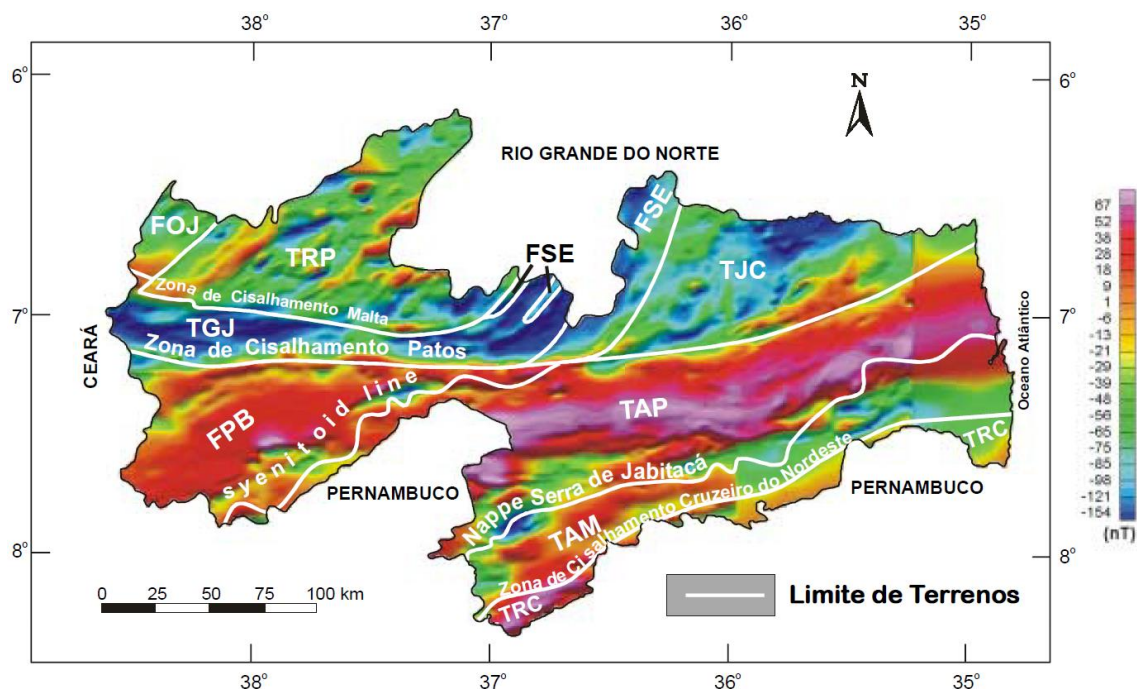 38° 37° 36° 35°
6° 6°
N
RIO GRANDE DO NORTE
FOJ
FSE
TRP
FSE
TJC
Zona de Cisalhamento Malta
7° 7°
TGJ
Zona de Cisalhamento Patos
CEARÁ
Oceano Atlântico
syenitoid line
FPB
TAP
TRC
PERNAMBUCO
PERNAMBUCO
Nappe Serra de Jabitacá
TAM
Zona de Cisalhamento Cruzeiro do Nordeste
TRC
8° 8°
0 25 50 75 100 km
Limite de Terrenos
67
52
38
28
18
9
1
-6
-13
-21
-29
-39
-49
-56
-65
-75
-85
-98
-121
-154
(nT)
38° 37° 36° 35°